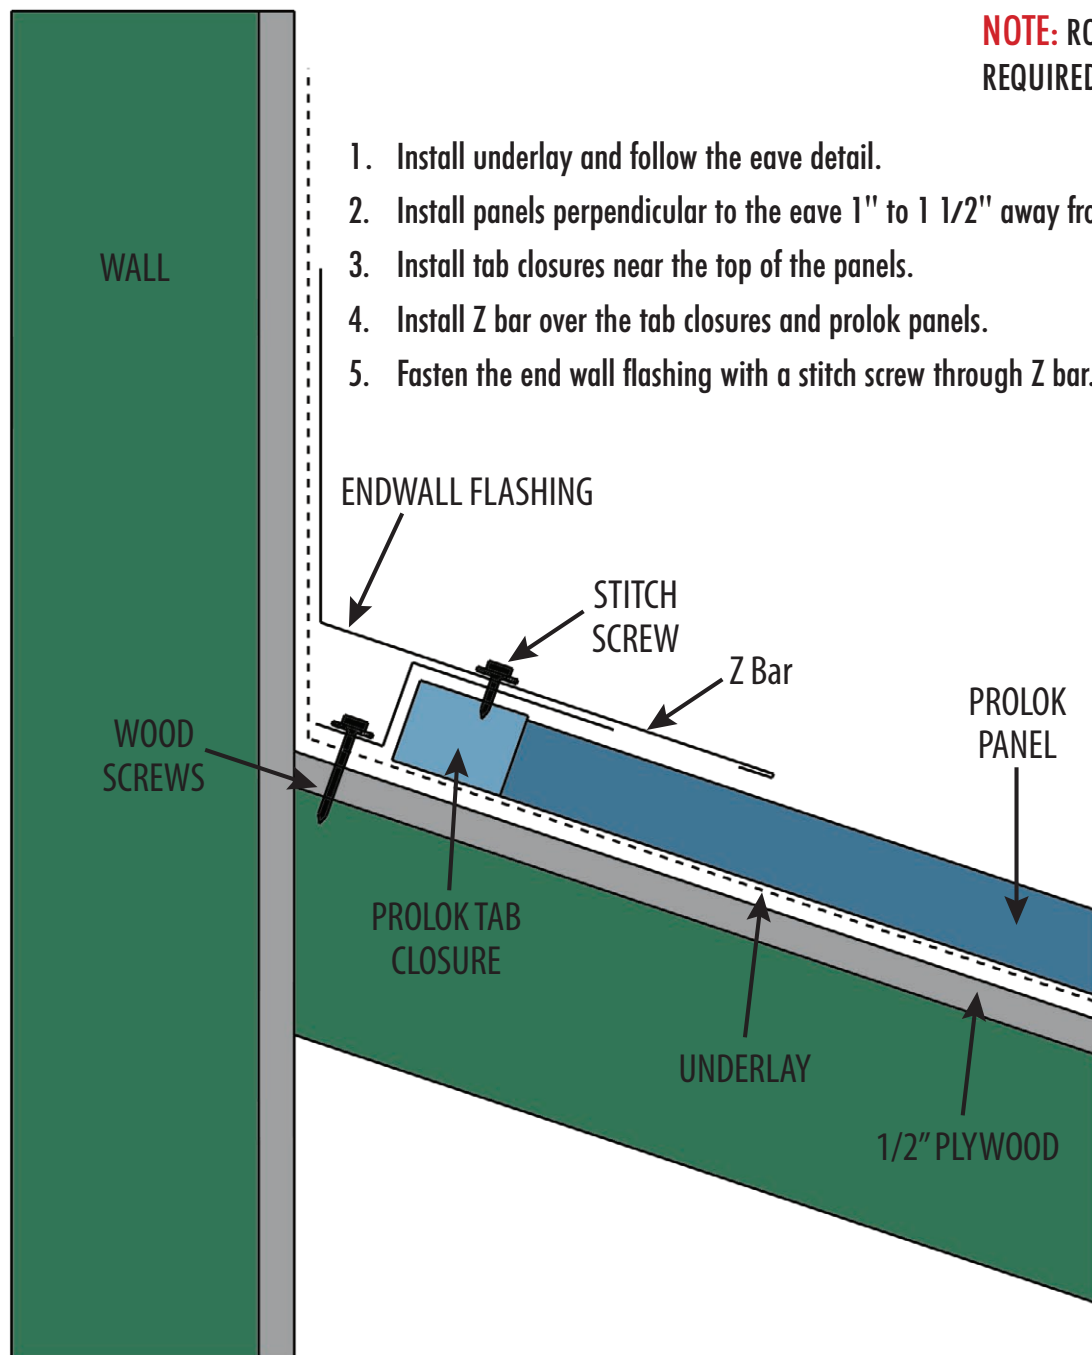 NOTE:
REQUIRED
1. Install underlay and follow the eave detail.
2. Install panels perpendicular to the eave 1" to 1 1/2" away
3. Install tab closures near the top of the panels.
4. Install Z bar over the tab closures and prolok panels.
5. Fasten the end wall flashing with a stitch screw through Z bar.
WALL
ENDWALL FLASHING
STITCH
SCREW
Z Bar
PROLOK
PANEL
WOOD
SCREWS
PROLOK TAB
CLOSURE
UNDERLAY
1/2" PLYWOOD